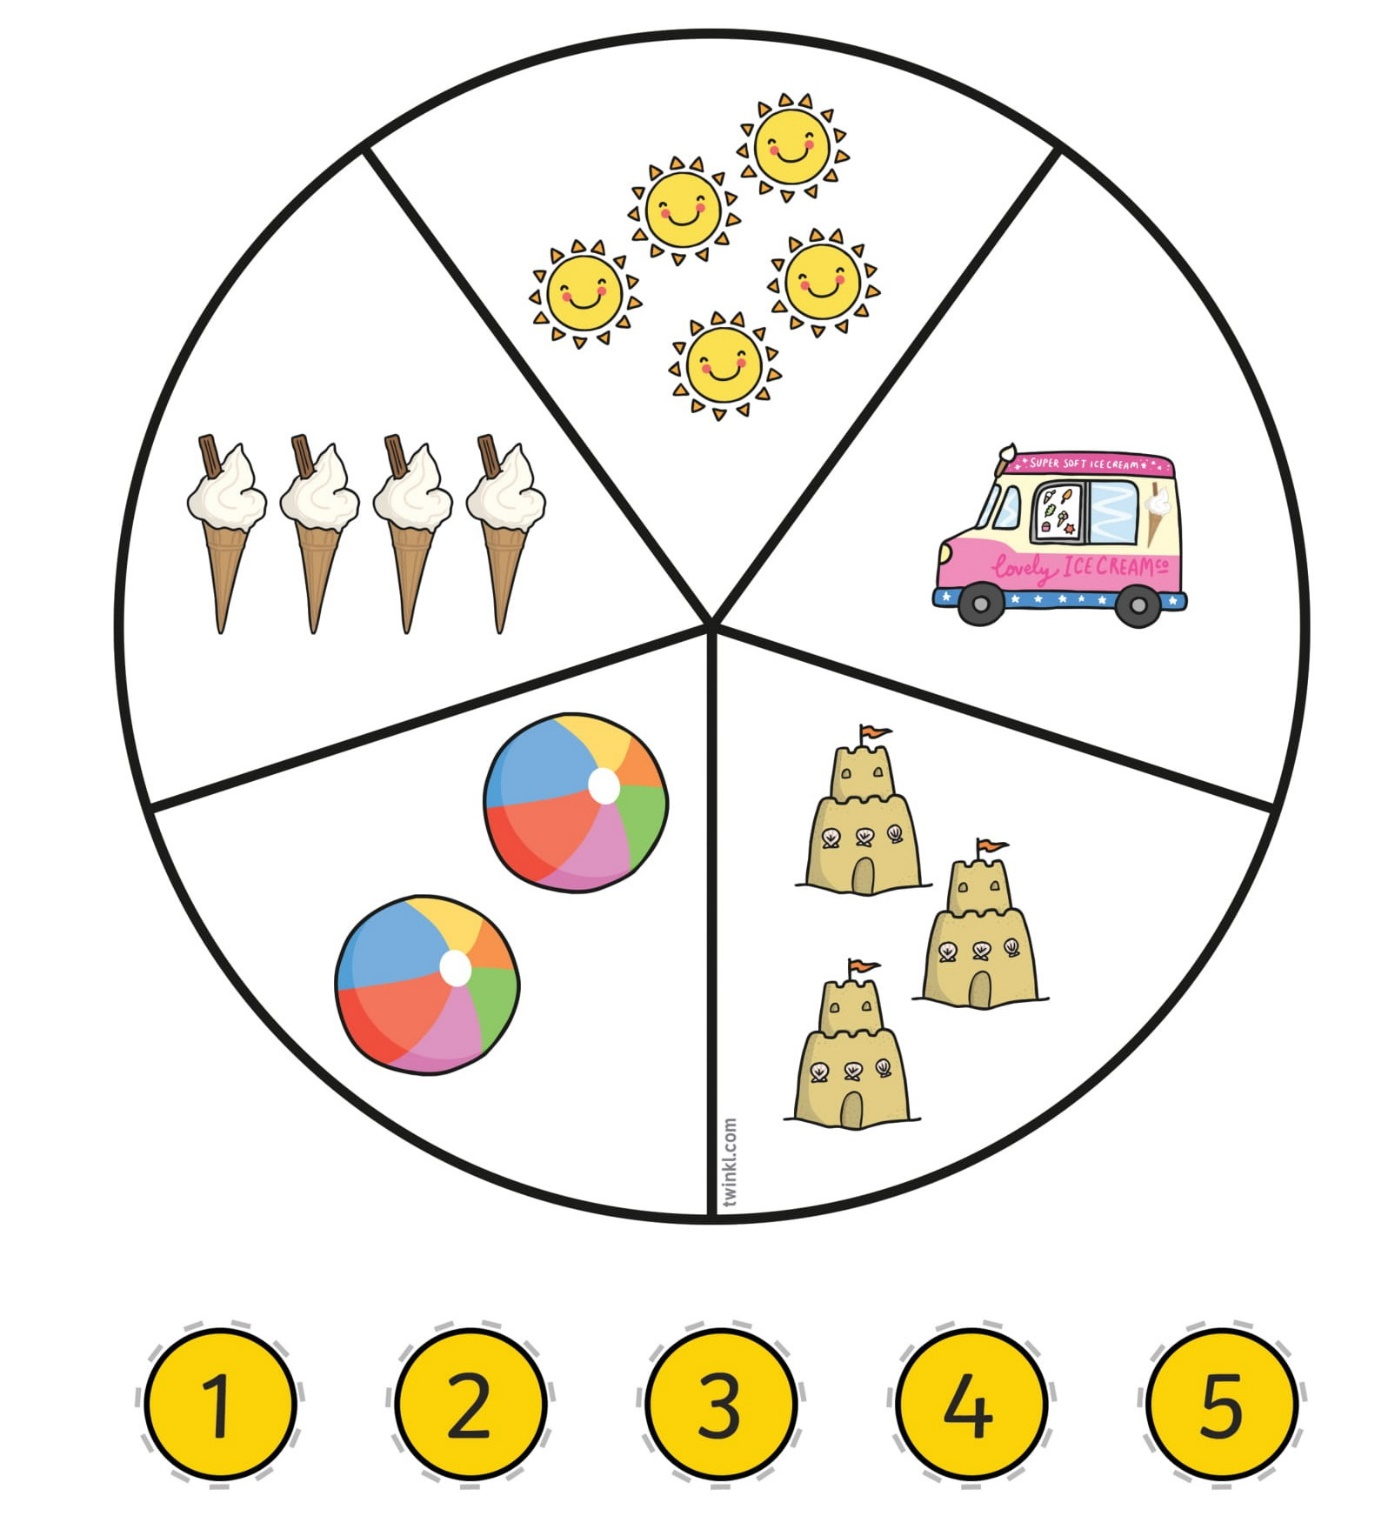 SUPER SOFT ICE CREAM
lovely ICE CREAM CO
twinkl.com
1 2 3 4 5